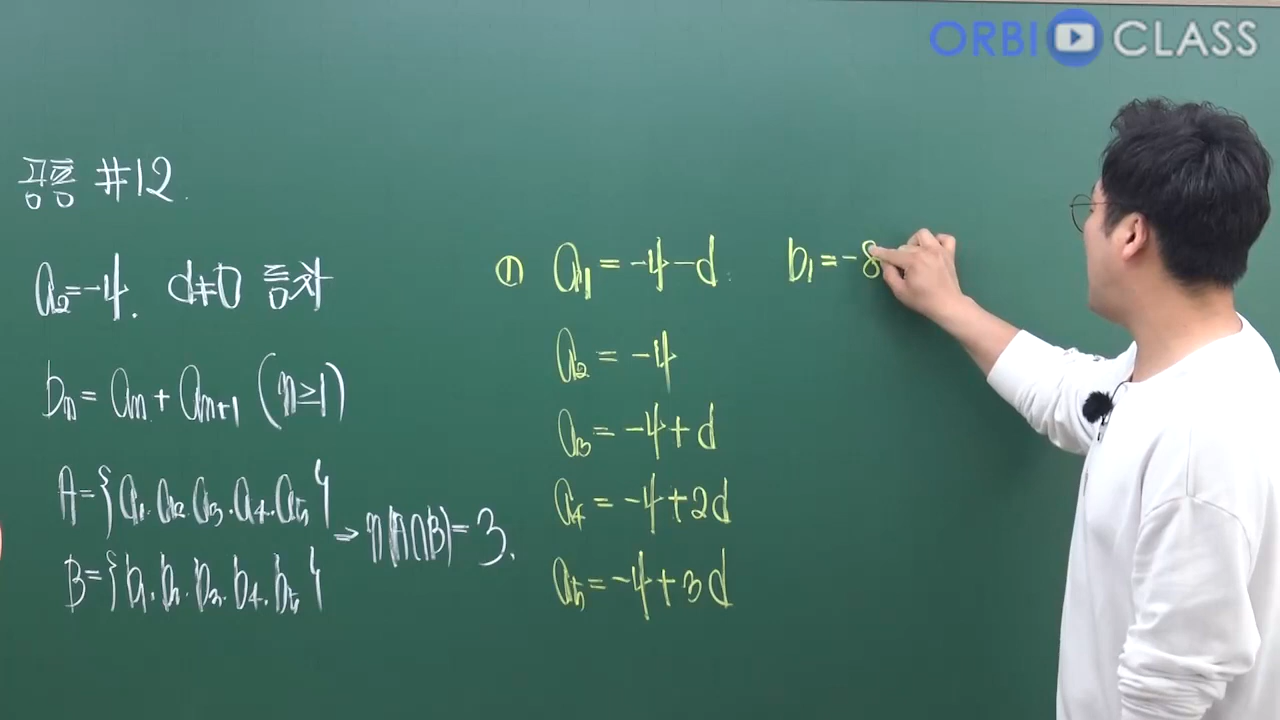 ORBI CLASS
공통 #12.
a₂=-4. d≠0 등차
bₙ = aₙ + aₙ₊₁ (n≥1)
A={a₁. a₂. a₃. a₄. a₅}
B={b₁. b₂. b₃. b₄. b₅}
⇒ n(A∩B)=3.
① a₁ = -4-d
a₂ = -4
a₃ = -4+d
a₄ = -4+2d
a₅ = -4+3d
b₁ = -8